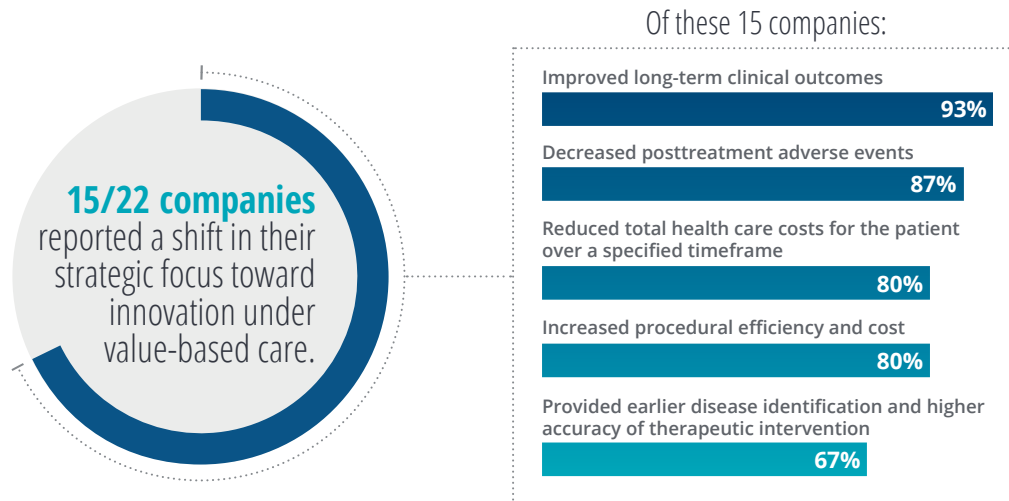 15/22 companies
reported a shift in their
strategic focus toward
innovation under
value-based care.
Of these 15 companies:
Improved long-term clinical outcomes
93%
Decreased posttreatment adverse events
87%
Reduced total health care costs for the patient
over a specified timeframe
80%
Increased procedural efficiency and cost
80%
Provided earlier disease identification and higher
accuracy of therapeutic intervention
67%